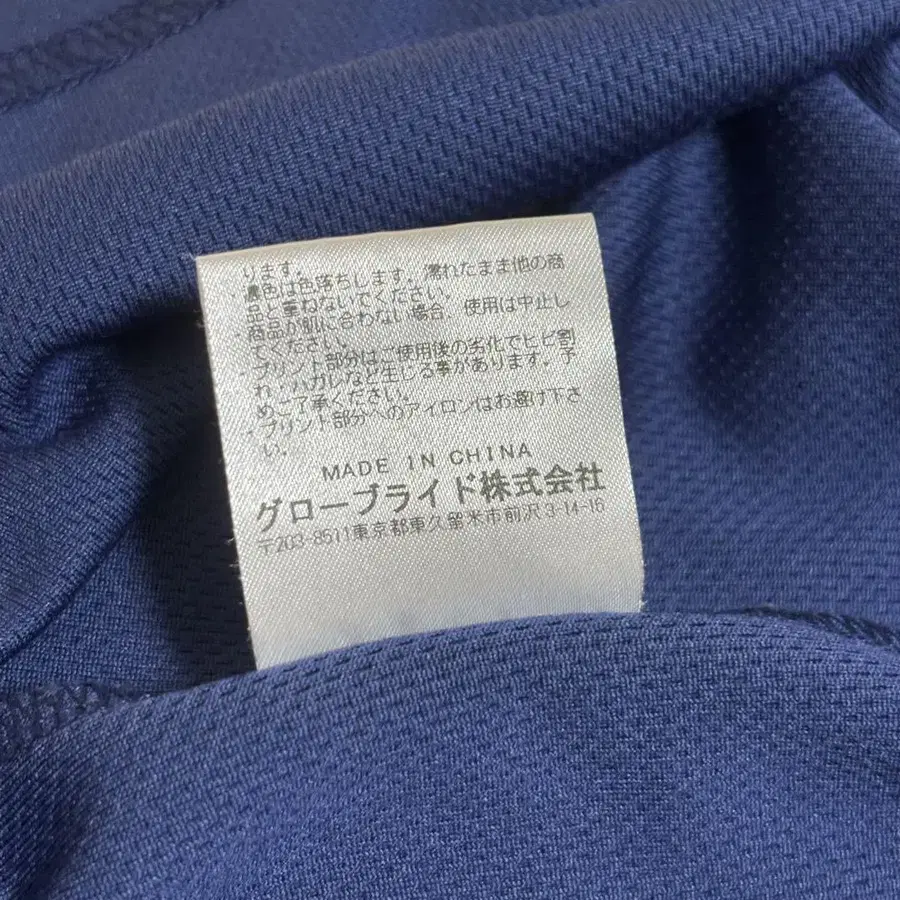 ります。
・濃色は色落ちします。濡れたまま他の商
品と重ねないでください。
・商品が肌に合わない場合、使用は中止し
てください。
・プリント部分はご使用後の劣化でヒビ割
れ・ハガレなど生じる事があります。予
めご了承ください。
・プリント部分へのアイロンはお避け下さ
い。
MADE IN CHINA
グローブライド株式会社
〒203-8511東京都東久留米市前沢3-14-16